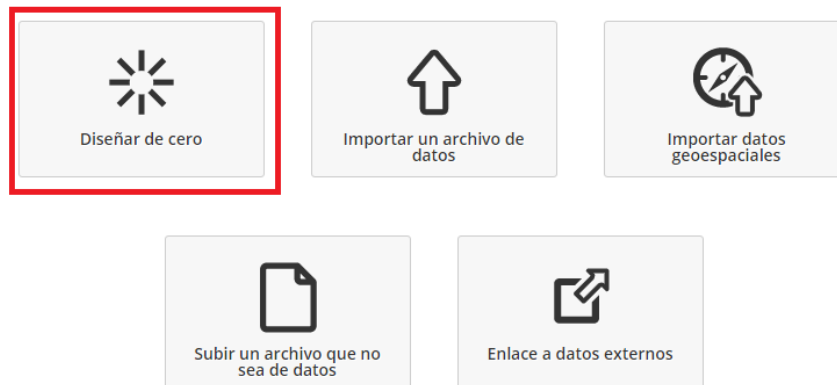 Diseñar de cero
Importar un archivo de
datos
Importar datos
geoespaciales
Subir un archivo que no
sea de datos
Enlace a datos externos